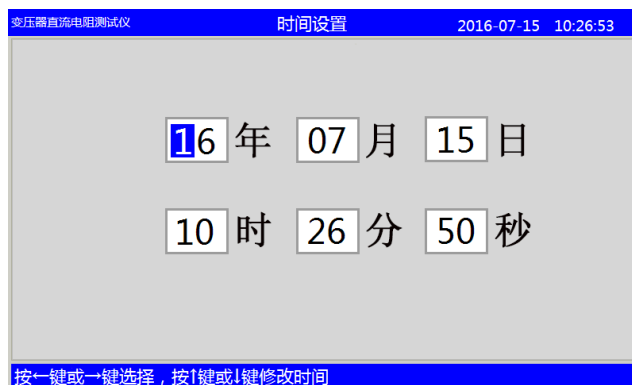 变压器直流电阻测试仪 时间设置 2016-07-15 10:26:53
16 年 07 月 15 日
10 时 26 分 50 秒
按←键或→键选择，按↑键或↓键修改时间